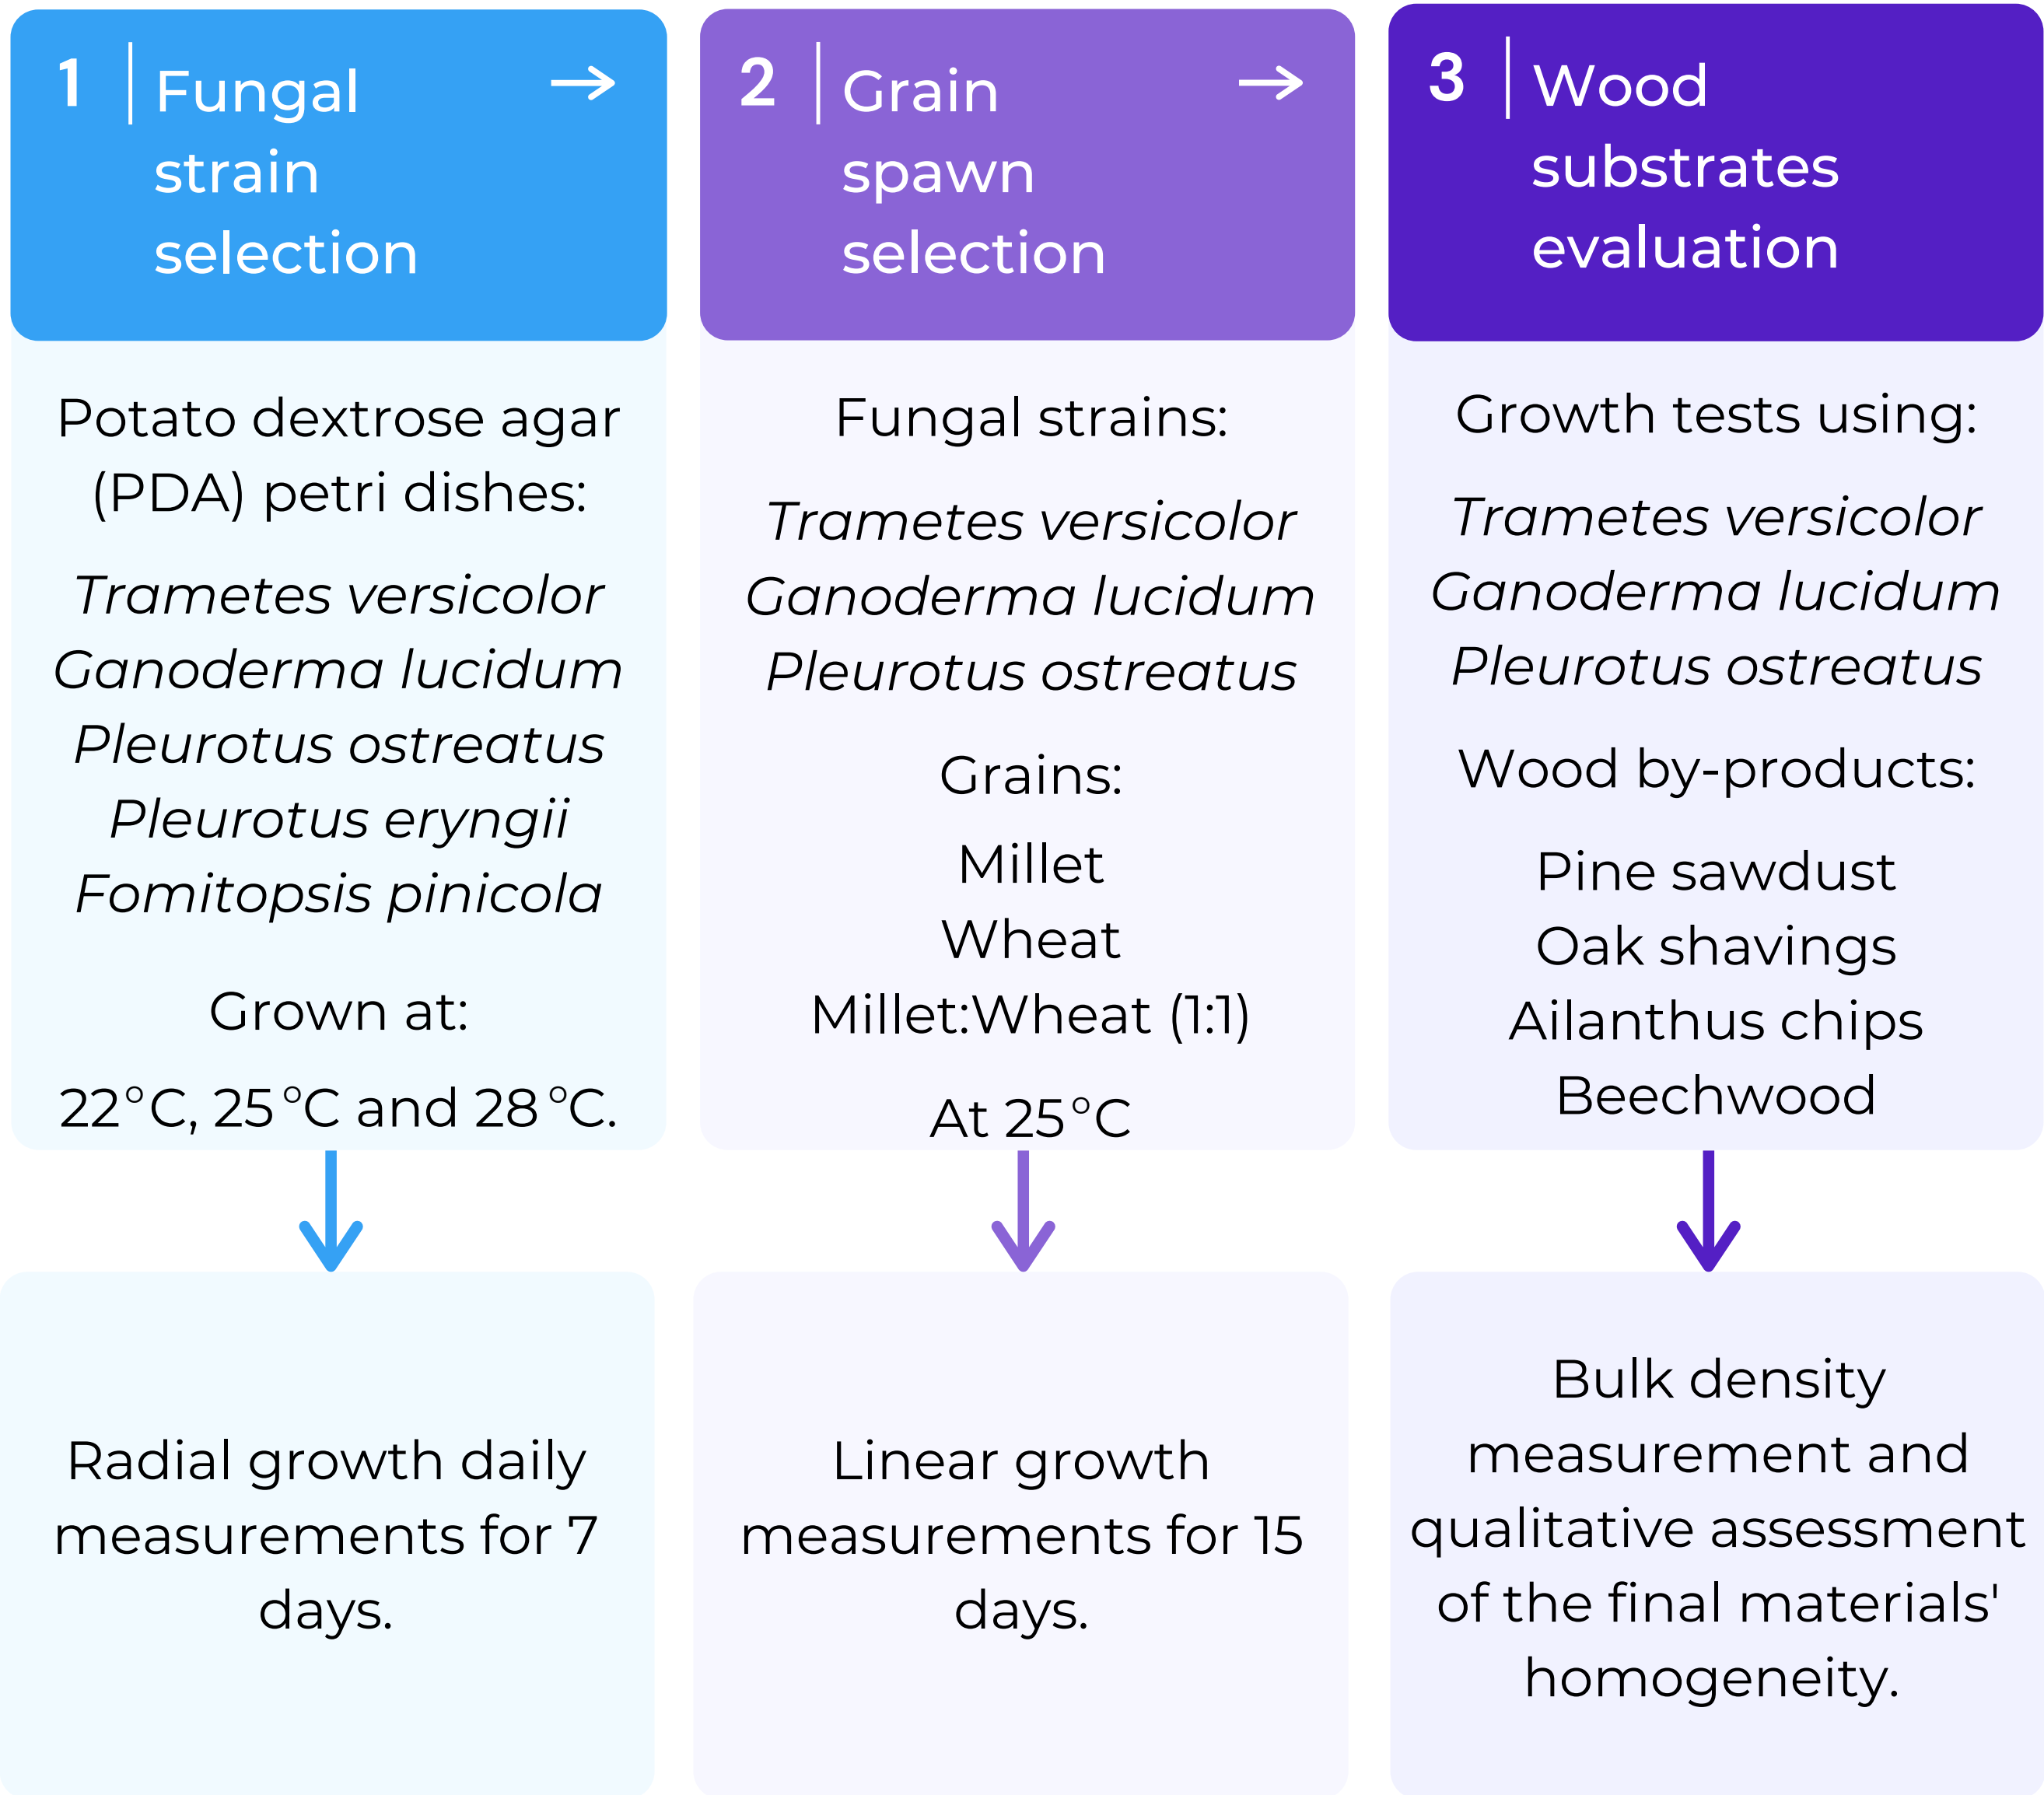 1
Fungal
strain
selection
Potato dextrose agar
(PDA) petri dishes:
Trametes versicolor
Ganoderma lucidium
Pleurotus ostreatus
Pleurotus eryngii
Fomitopsis pinicola
Grown at:
22°C, 25°C and 28°C.
Radial growth daily
measurements for 7
days.
2
Grain
spawn
selection
Fungal strains:
Trametes versicolor
Ganoderma lucidum
Pleurotus ostreatus
Grains:
Millet
Wheat
Millet:Wheat (1:1)
At 25°C
Linear growth
measurements for 15
days.
3
Wood
substrates
evaluation
Growth tests using:
Trametes versicolor
Ganoderma lucidum
Pleurotus ostreatus
Wood by-products:
Pine sawdust
Oak shavings
Ailanthus chips
Beechwood
Bulk density
measurement and
qualitative assessment
of the final materials'
homogeneity.